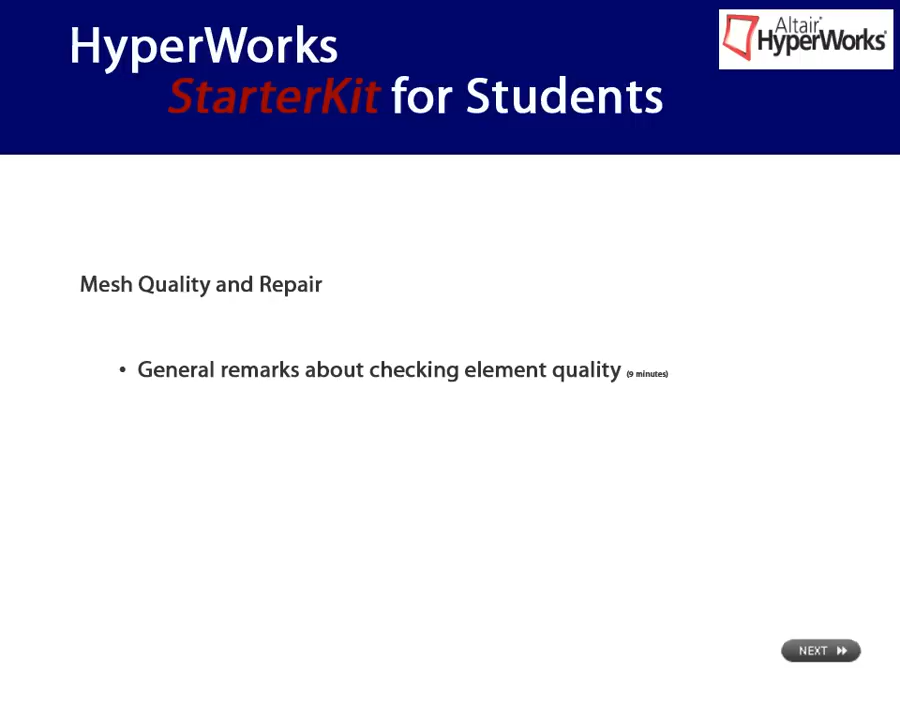 HyperWorks
StarterKit for Students
Altair®
HyperWorks®
Mesh Quality and Repair
• General remarks about checking element quality (9 minutes)
NEXT